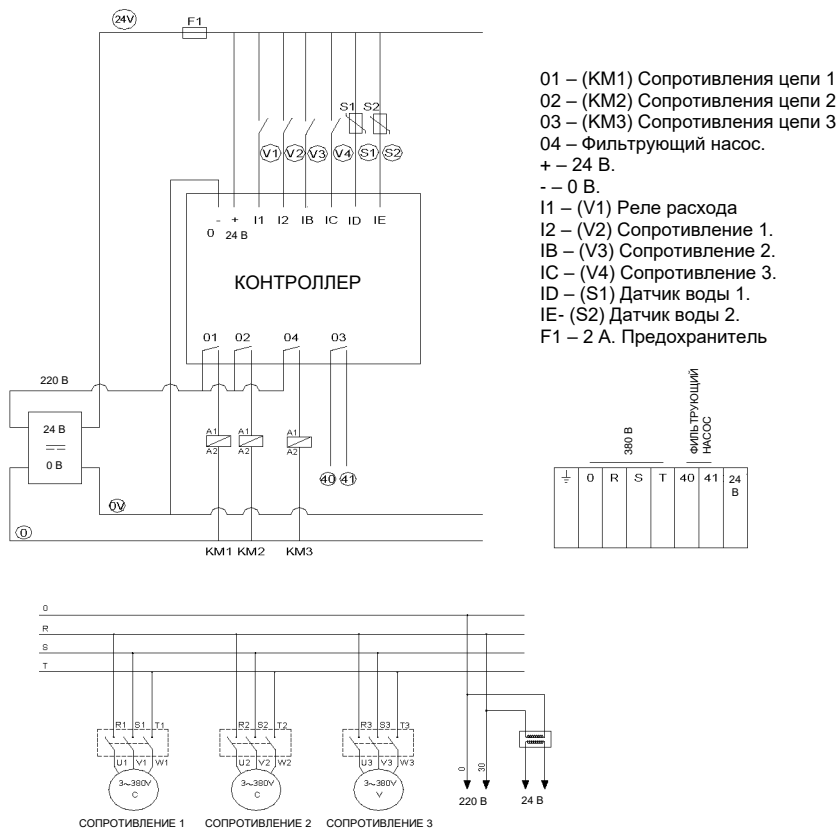 24V
F1
S1 S2
V1 V2 V3 V4 S1 S2
- + I1 I2 IB IC ID IE
0 24 В
КОНТРОЛЛЕР
01 02 04 03
220 В
24 В
0 В
A1 A1 A1
A2 A2 A2
40 41
0V
0
KM1 KM2 KM3
01 – (KM1) Сопротивления цепи 1
02 – (KM2) Сопротивления цепи 2
03 – (KM3) Сопротивления цепи 3
04 – Фильтрующий насос.
+ – 24 В.
- – 0 В.
I1 – (V1) Реле расхода
I2 – (V2) Сопротивление 1.
IB – (V3) Сопротивление 2.
IC – (V4) Сопротивление 3.
ID – (S1) Датчик воды 1.
IE- (S2) Датчик воды 2.
F1 – 2 А. Предохранитель
380 В
ФИЛЬТРУЮЩИЙ
НАСОС
0 R S T 40 41 24
В
0
R
S
T
R1 S1 T1 R2 S2 T2 R3 S3 T3
U1 V1 W1 U2 V2 W2 U3 V3 W3
3~380V 3~380V 3~380V
C C V
0 30
220 В 24 В
СОПРОТИВЛЕНИЕ 1 СОПРОТИВЛЕНИЕ 2 СОПРОТИВЛЕНИЕ 3